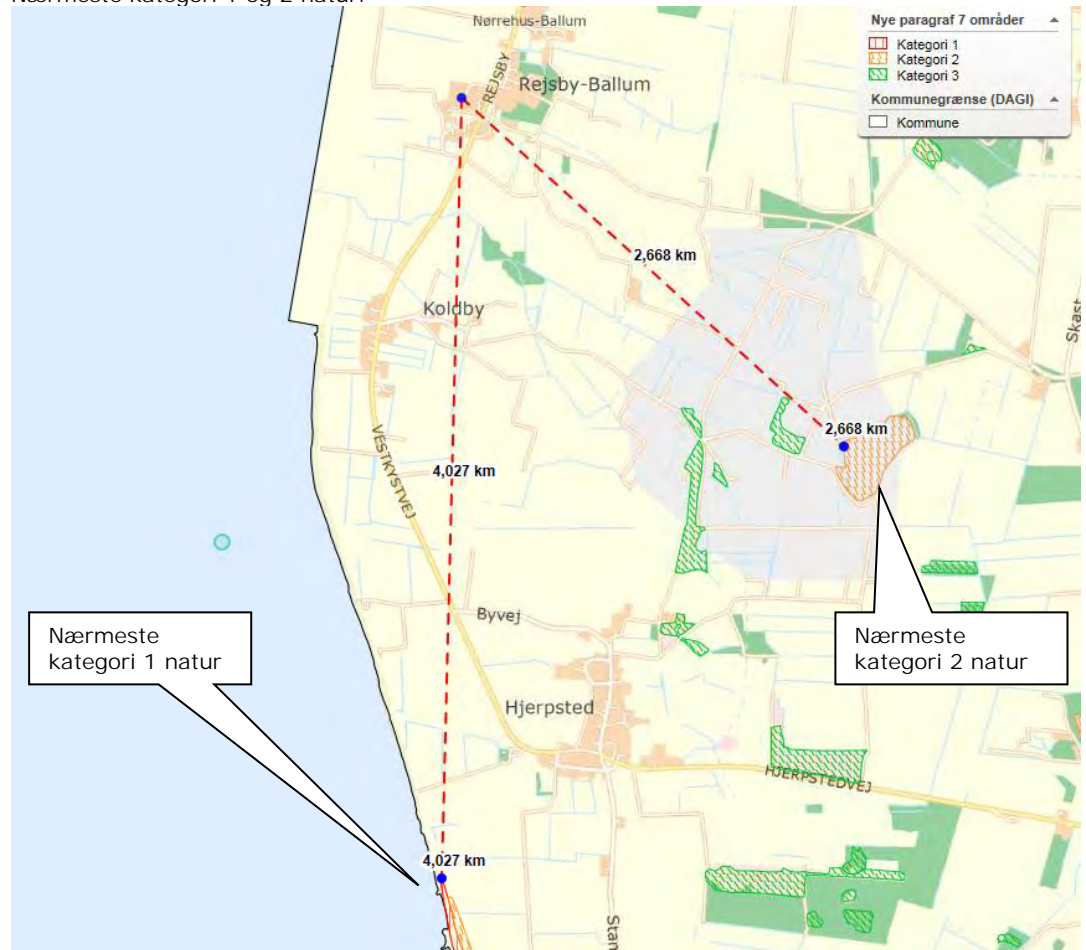 Nærmeste kategori 1 og 2 natur:
Nørrehus-Ballum
REJSBY
Rejsby-Ballum
Nye paragraf 7 områder
Kategori 1
Kategori 2
Kategori 3
Kommunegrænse (DAGI)
Kommune
2,668 km
Koldby
Skast
VESTKYSTVEJ
2,668 km
4,027 km
Byvej
Nærmeste
kategori 1 natur
Nærmeste
kategori 2 natur
Hjerpsted
HJERPSTEDVEJ
4,027 km
Stan